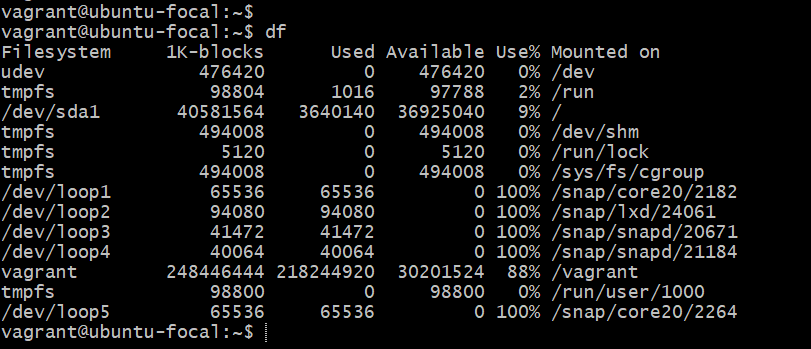 vagrant@ubuntu-focal:~$
vagrant@ubuntu-focal:~$ df
Filesystem     1K-blocks      Used Available Use% Mounted on
udev              476420         0    476420   0% /dev
tmpfs              98804      1016     97788   2% /run
/dev/sda1       40581564   3640140  36925040   9% /
tmpfs             494008         0    494008   0% /dev/shm
tmpfs               5120         0      5120   0% /run/lock
tmpfs             494008         0    494008   0% /sys/fs/cgroup
/dev/loop1         65536     65536         0 100% /snap/core20/2182
/dev/loop2         94080     94080         0 100% /snap/lxd/24061
/dev/loop3         41472     41472         0 100% /snap/snapd/20671
/dev/loop4         40064     40064         0 100% /snap/snapd/21184
vagrant        248446444 218244920  30201524  88% /vagrant
tmpfs              98800         0     98800   0% /run/user/1000
/dev/loop5         65536     65536         0 100% /snap/core20/2264
vagrant@ubuntu-focal:~$